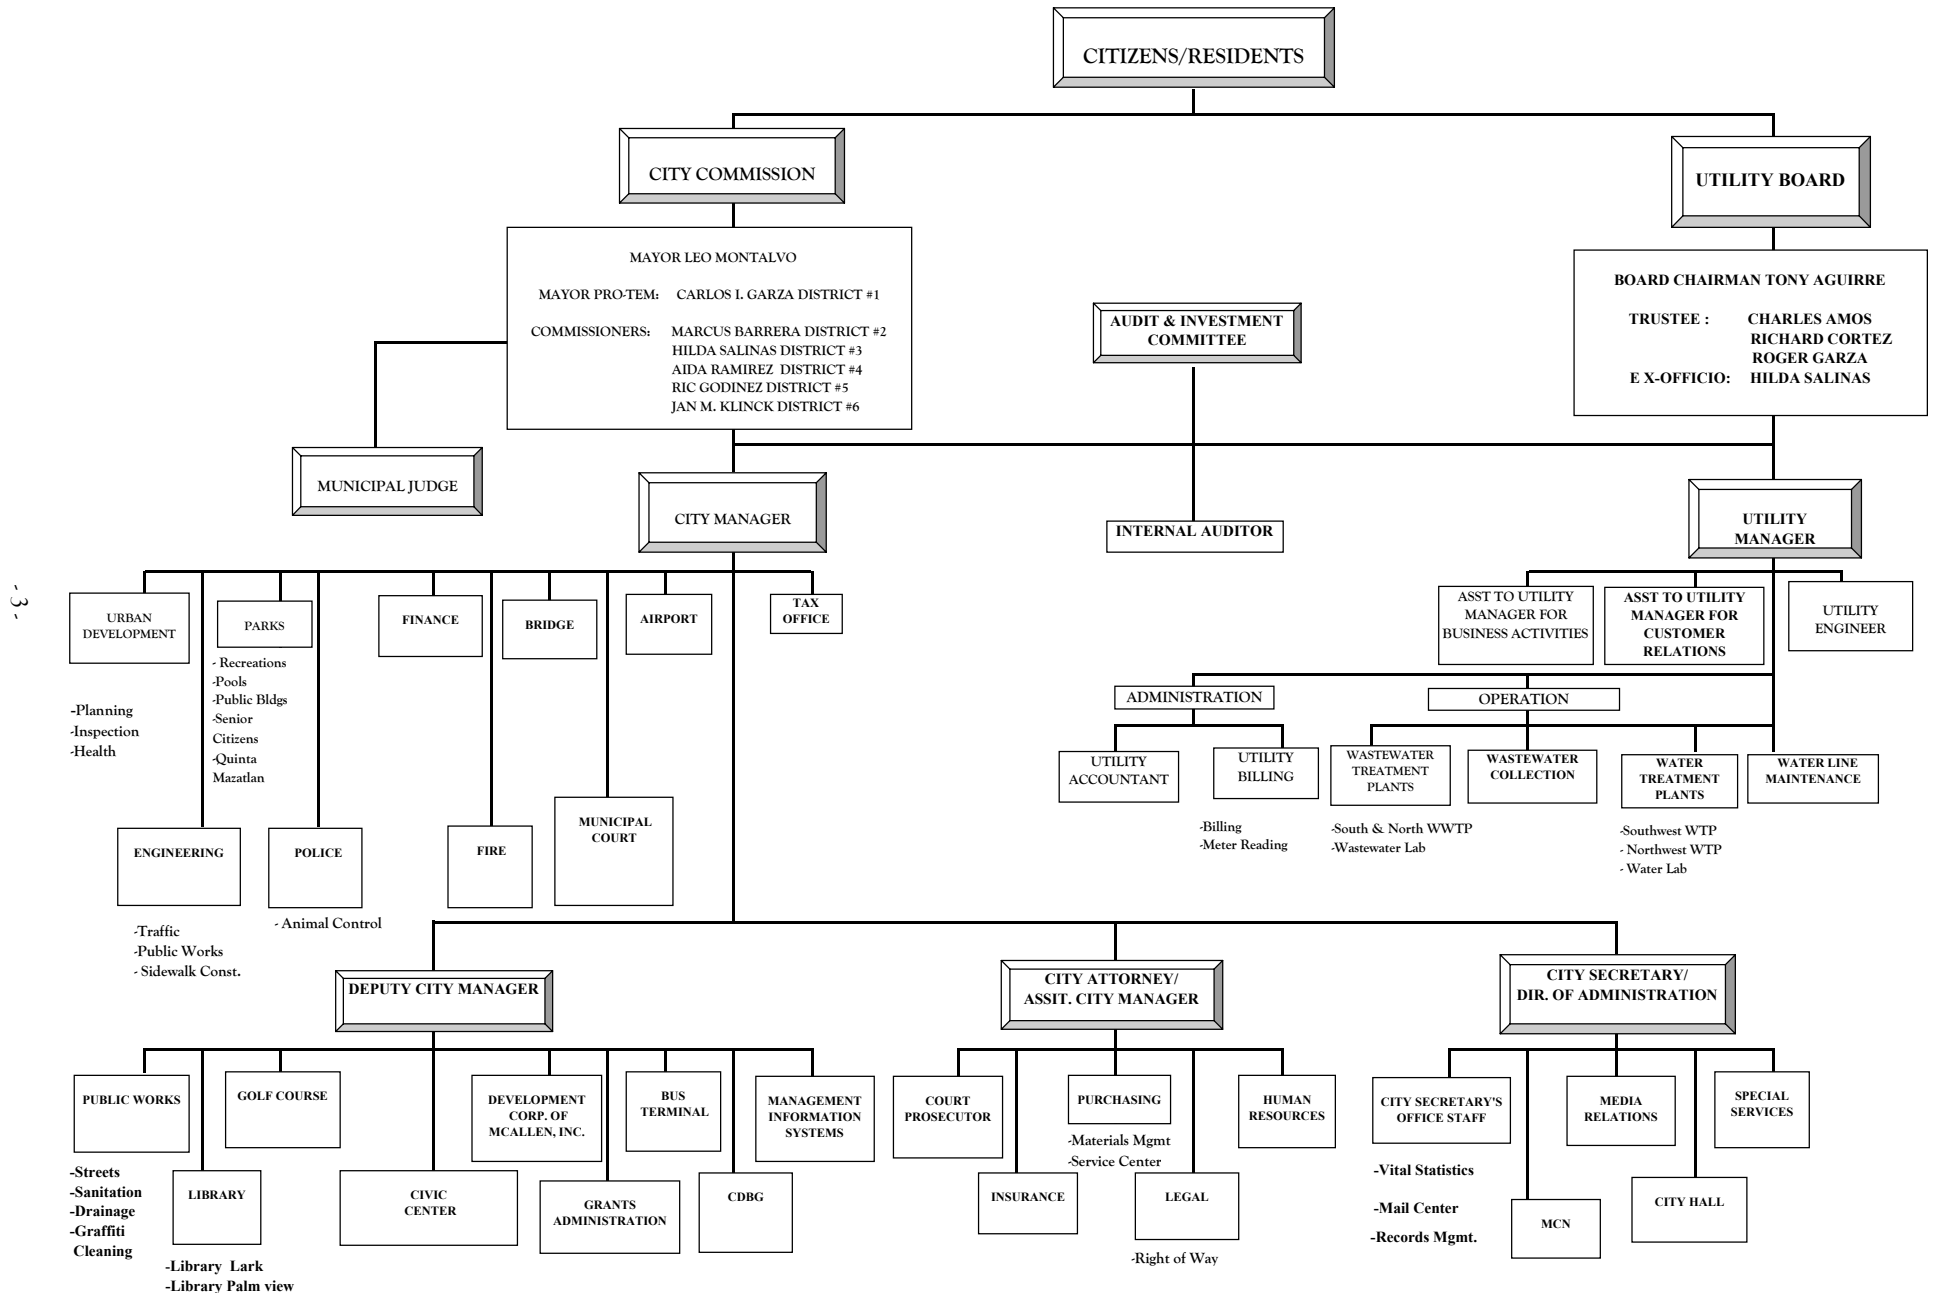 CITIZENS/RESIDENTS
CITY COMMISSION
UTILITY BOARD
MAYOR LEO MONTALVO
MAYOR PRO-TEM: CARLOS I. GARZA DISTRICT #1
COMMISSIONERS: MARCUS BARRERA DISTRICT #2
HILDA SALINAS DISTRICT #3
AIDA RAMIREZ DISTRICT #4
RIC GODINEZ DISTRICT #5
JAN M. KLINCK DISTRICT #6
AUDIT & INVESTMENT
COMMITTEE
BOARD CHAIRMAN TONY AGUIRRE
TRUSTEE : CHARLES AMOS
RICHARD CORTEZ
ROGER GARZA
E X-OFFICIO: HILDA SALINAS
MUNICIPAL JUDGE
CITY MANAGER
INTERNAL AUDITOR
UTILITY
MANAGER
- 3 -
URBAN
DEVELOPMENT
-Planning
-Inspection
-Health
PARKS
- Recreations
-Pools
-Public Bldgs
-Senior
Citizens
-Quinta
Mazatlan
FINANCE
BRIDGE
AIRPORT
TAX
OFFICE
ENGINEERING
-Traffic
-Public Works
- Sidewalk Const.
POLICE
- Animal Control
FIRE
MUNICIPAL
COURT
ASST TO UTILITY
MANAGER FOR
BUSINESS ACTIVITIES
ASST TO UTILITY
MANAGER FOR
CUSTOMER
RELATIONS
UTILITY
ENGINEER
ADMINISTRATION
OPERATION
UTILITY
ACCOUNTANT
UTILITY
BILLING
-Billing
-Meter Reading
WASTEWATER
TREATMENT
PLANTS
-South & North WWTP
-Wastewater Lab
WASTEWATER
COLLECTION
WATER
TREATMENT
PLANTS
-Southwest WTP
- Northwest WTP
- Water Lab
WATER LINE
MAINTENANCE
DEPUTY CITY MANAGER
CITY ATTORNEY/
ASSIT. CITY MANAGER
CITY SECRETARY/
DIR. OF ADMINISTRATION
PUBLIC WORKS
-Streets
-Sanitation
-Drainage
-Graffiti
Cleaning
LIBRARY
-Library Lark
-Library Palm view
GOLF COURSE
CIVIC
CENTER
DEVELOPMENT
CORP. OF
MCALLEN, INC.
GRANTS
ADMINISTRATION
BUS
TERMINAL
CDBG
MANAGEMENT
INFORMATION
SYSTEMS
COURT
PROSECUTOR
INSURANCE
PURCHASING
-Materials Mgmt
-Service Center
LEGAL
-Right of Way
HUMAN
RESOURCES
CITY SECRETARY'S
OFFICE STAFF
-Vital Statistics
-Mail Center
-Records Mgmt.
MCN
MEDIA
RELATIONS
CITY HALL
SPECIAL
SERVICES